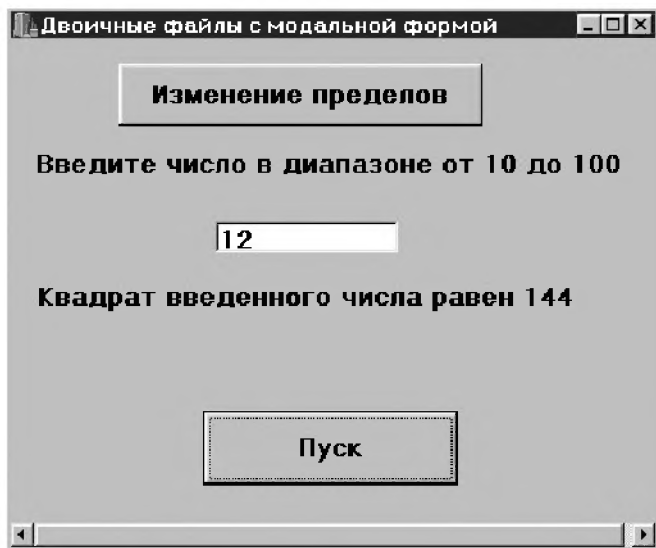 Двоичные файлы с модальной формой
Изменение пределов
Введите число в диапазоне от 10 до 100
12
Квадрат введенного числа равен 144
Пуск